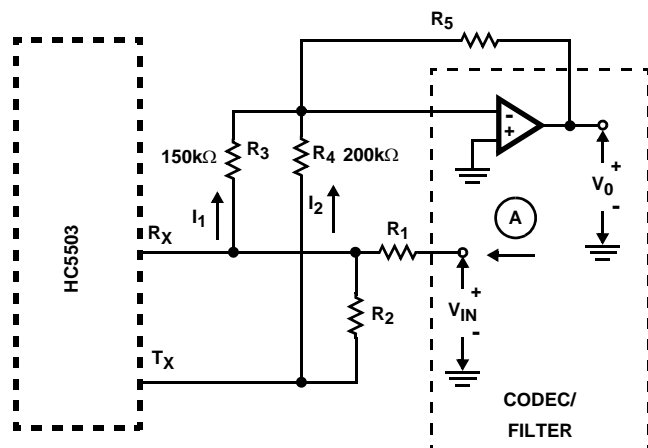 R5
150kΩ R3
R4 200kΩ
-
+
I1
I2
V0
+
-
A
RX
R1
HC5503
R2
VIN
+
-
TX
CODEC/
FILTER